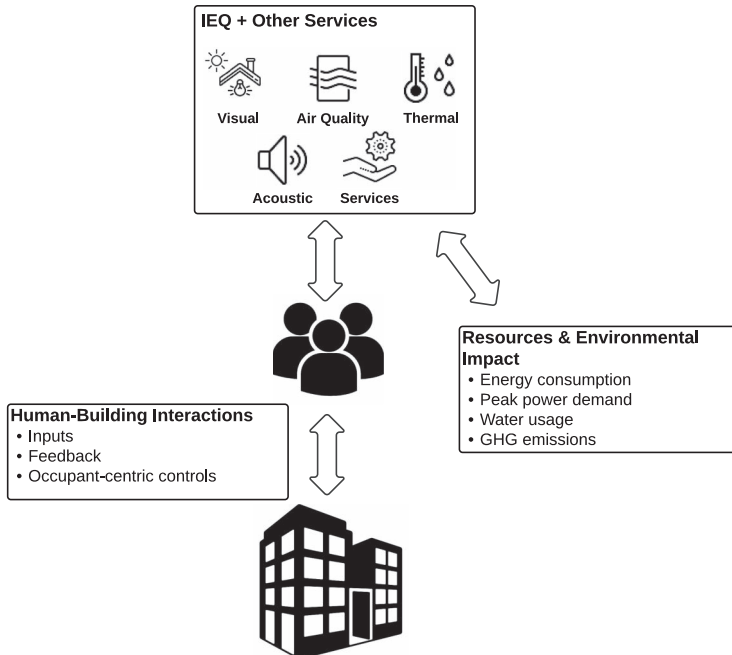 IEQ + Other Services
Visual
Air Quality
Thermal
Acoustic
Services
Resources & Environmental
Impact
• Energy consumption
• Peak power demand
• Water usage
• GHG emissions
Human-Building Interactions
• Inputs
• Feedback
• Occupant-centric controls